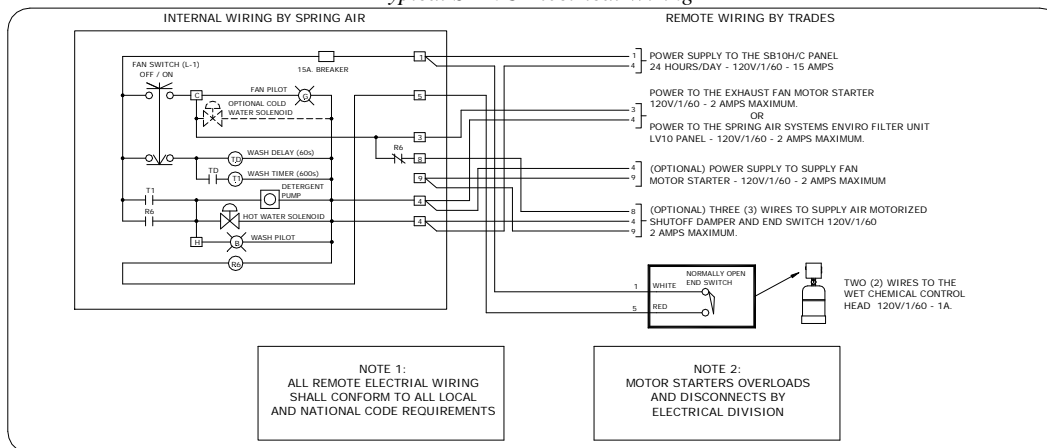 INTERNAL WIRING BY SPRING AIR
REMOTE WIRING BY TRADES
FAN SWITCH (L-1)
OFF / ON
15A. BREAKER
1
C
FAN PILOT
G
OPTIONAL COLD
WATER SOLENOID
5
3
R6
8
TD
WASH DELAY (60s)
TD
T1
WASH TIMER (600s)
9
T1
DETERGENT
PUMP
4
R6
HOT WATER SOLENOID
4
H
B
WASH PILOT
R6
1
4
POWER SUPPLY TO THE SB10H/C PANEL
24 HOURS/DAY - 120V/1/60 - 15 AMPS
3
4
POWER TO THE EXHAUST FAN MOTOR STARTER
120V/1/60 - 2 AMPS MAXIMUM.
OR
POWER TO THE SPRING AIR SYSTEMS ENVIRO FILTER UNIT
LV10 PANEL - 120V/1/60 - 2 AMPS MAXIMUM.
4
9
(OPTIONAL) POWER SUPPLY TO SUPPLY FAN
MOTOR STARTER - 120V/1/60 - 2 AMPS MAXIMUM
8
4
9
(OPTIONAL) THREE (3) WIRES TO SUPPLY AIR MOTORIZED
SHUTOFF DAMPER AND END SWITCH 120V/1/60
2 AMPS MAXIMUM.
NORMALLY OPEN
END SWITCH
1
WHITE
5
RED
TWO (2) WIRES TO THE
WET CHEMICAL CONTROL
HEAD 120V/1/60 - 1A.
NOTE 1:
ALL REMOTE ELECTRIAL WIRING
SHALL CONFORM TO ALL LOCAL
AND NATIONAL CODE REQUIREMENTS
NOTE 2:
MOTOR STARTERS OVERLOADS
AND DISCONNECTS BY
ELECTRICAL DIVISION